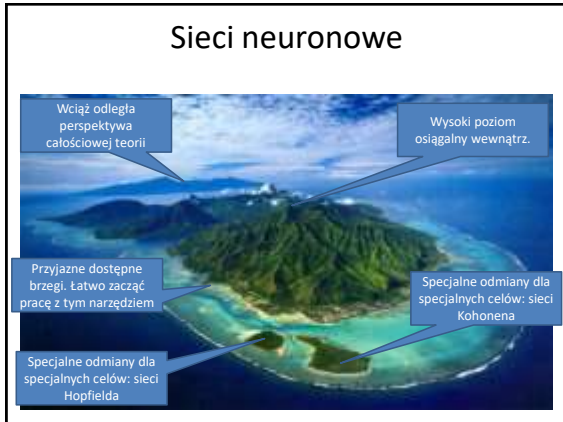 Sieci neuronowe
Wciąż odległa
perspektywa
całościowej teorii
Wysoki poziom
osiągalny wewnątrz.
Przyjazne dostępne
brzegi. Łatwo zacząć
pracę z tym narzędziem
Specjalne odmiany dla
specjalnych celów: sieci
Kohonena
Specjalne odmiany dla
specjalnych celów: sieci
Hopfielda